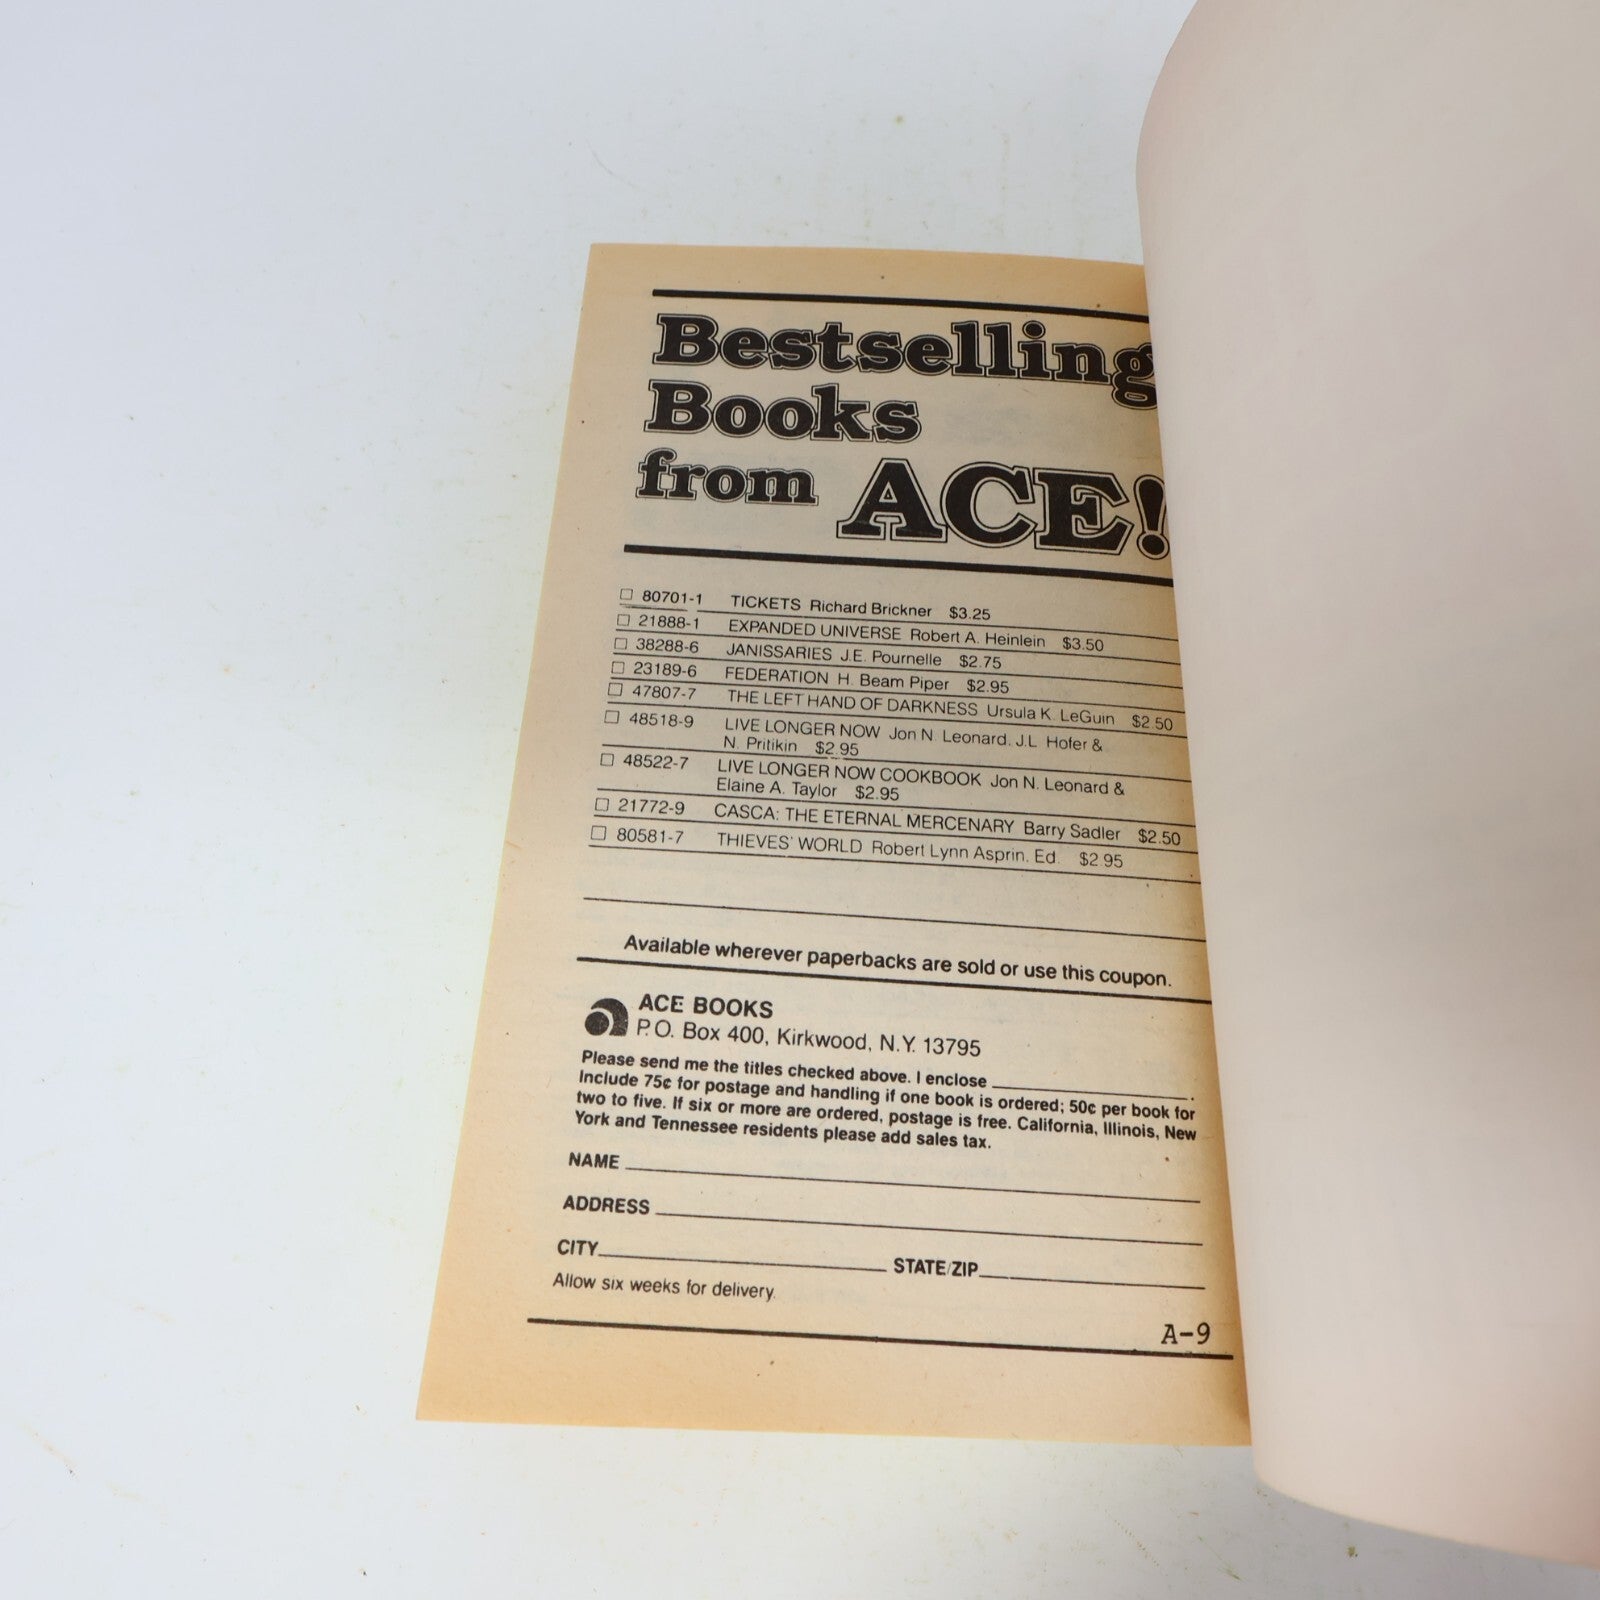 Bestselling
Books
from ACE!
80701-1 TICKETS Richard Brickner $3.25
21888-1 EXPANDED UNIVERSE Robert A. Heinlein $3.50
38288-6 JANISSARIES J.E. Pournelle $2.75
23189-6 FEDERATION H. Beam Piper $2.95
47807-7 THE LEFT HAND OF DARKNESS Ursula K. LeGuin $2.50
48518-9 LIVE LONGER NOW Jon N. Leonard, J.L. Hofer &
N. Pritikin $2.95
48522-7 LIVE LONGER NOW COOKBOOK Jon N. Leonard &
Elaine A. Taylor $2.95
21772-9 CASCA: THE ETERNAL MERCENARY Barry Sadler $2.50
80581-7 THIEVES' WORLD Robert Lynn Asprin, Ed. $2.95
Available wherever paperbacks are sold or use this coupon.
ACE BOOKS
P.O. Box 400, Kirkwood, N.Y. 13795
Please send me the titles checked above. I enclose ____________.
Include 75¢ for postage and handling if one book is ordered; 50¢ per book for
two to five. If six or more are ordered, postage is free. California, Illinois, New
York and Tennessee residents please add sales tax.
NAME
ADDRESS
CITY STATE/ZIP
Allow six weeks for delivery.
A-9